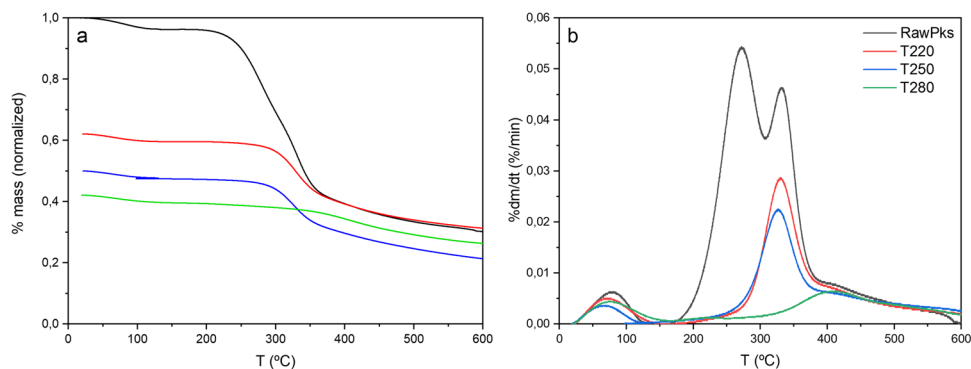 1,0
0,8
0,6
0,4
0,2
0,0
% mass (normalized)
a
0 100 200 300 400 500 600
T (ºC)
0,06
0,05
0,04
0,03
0,02
0,01
0,00
%dm/dt (%/min)
b
RawPks
T220
T250
T280
0 100 200 300 400 500 600
T (ºC)